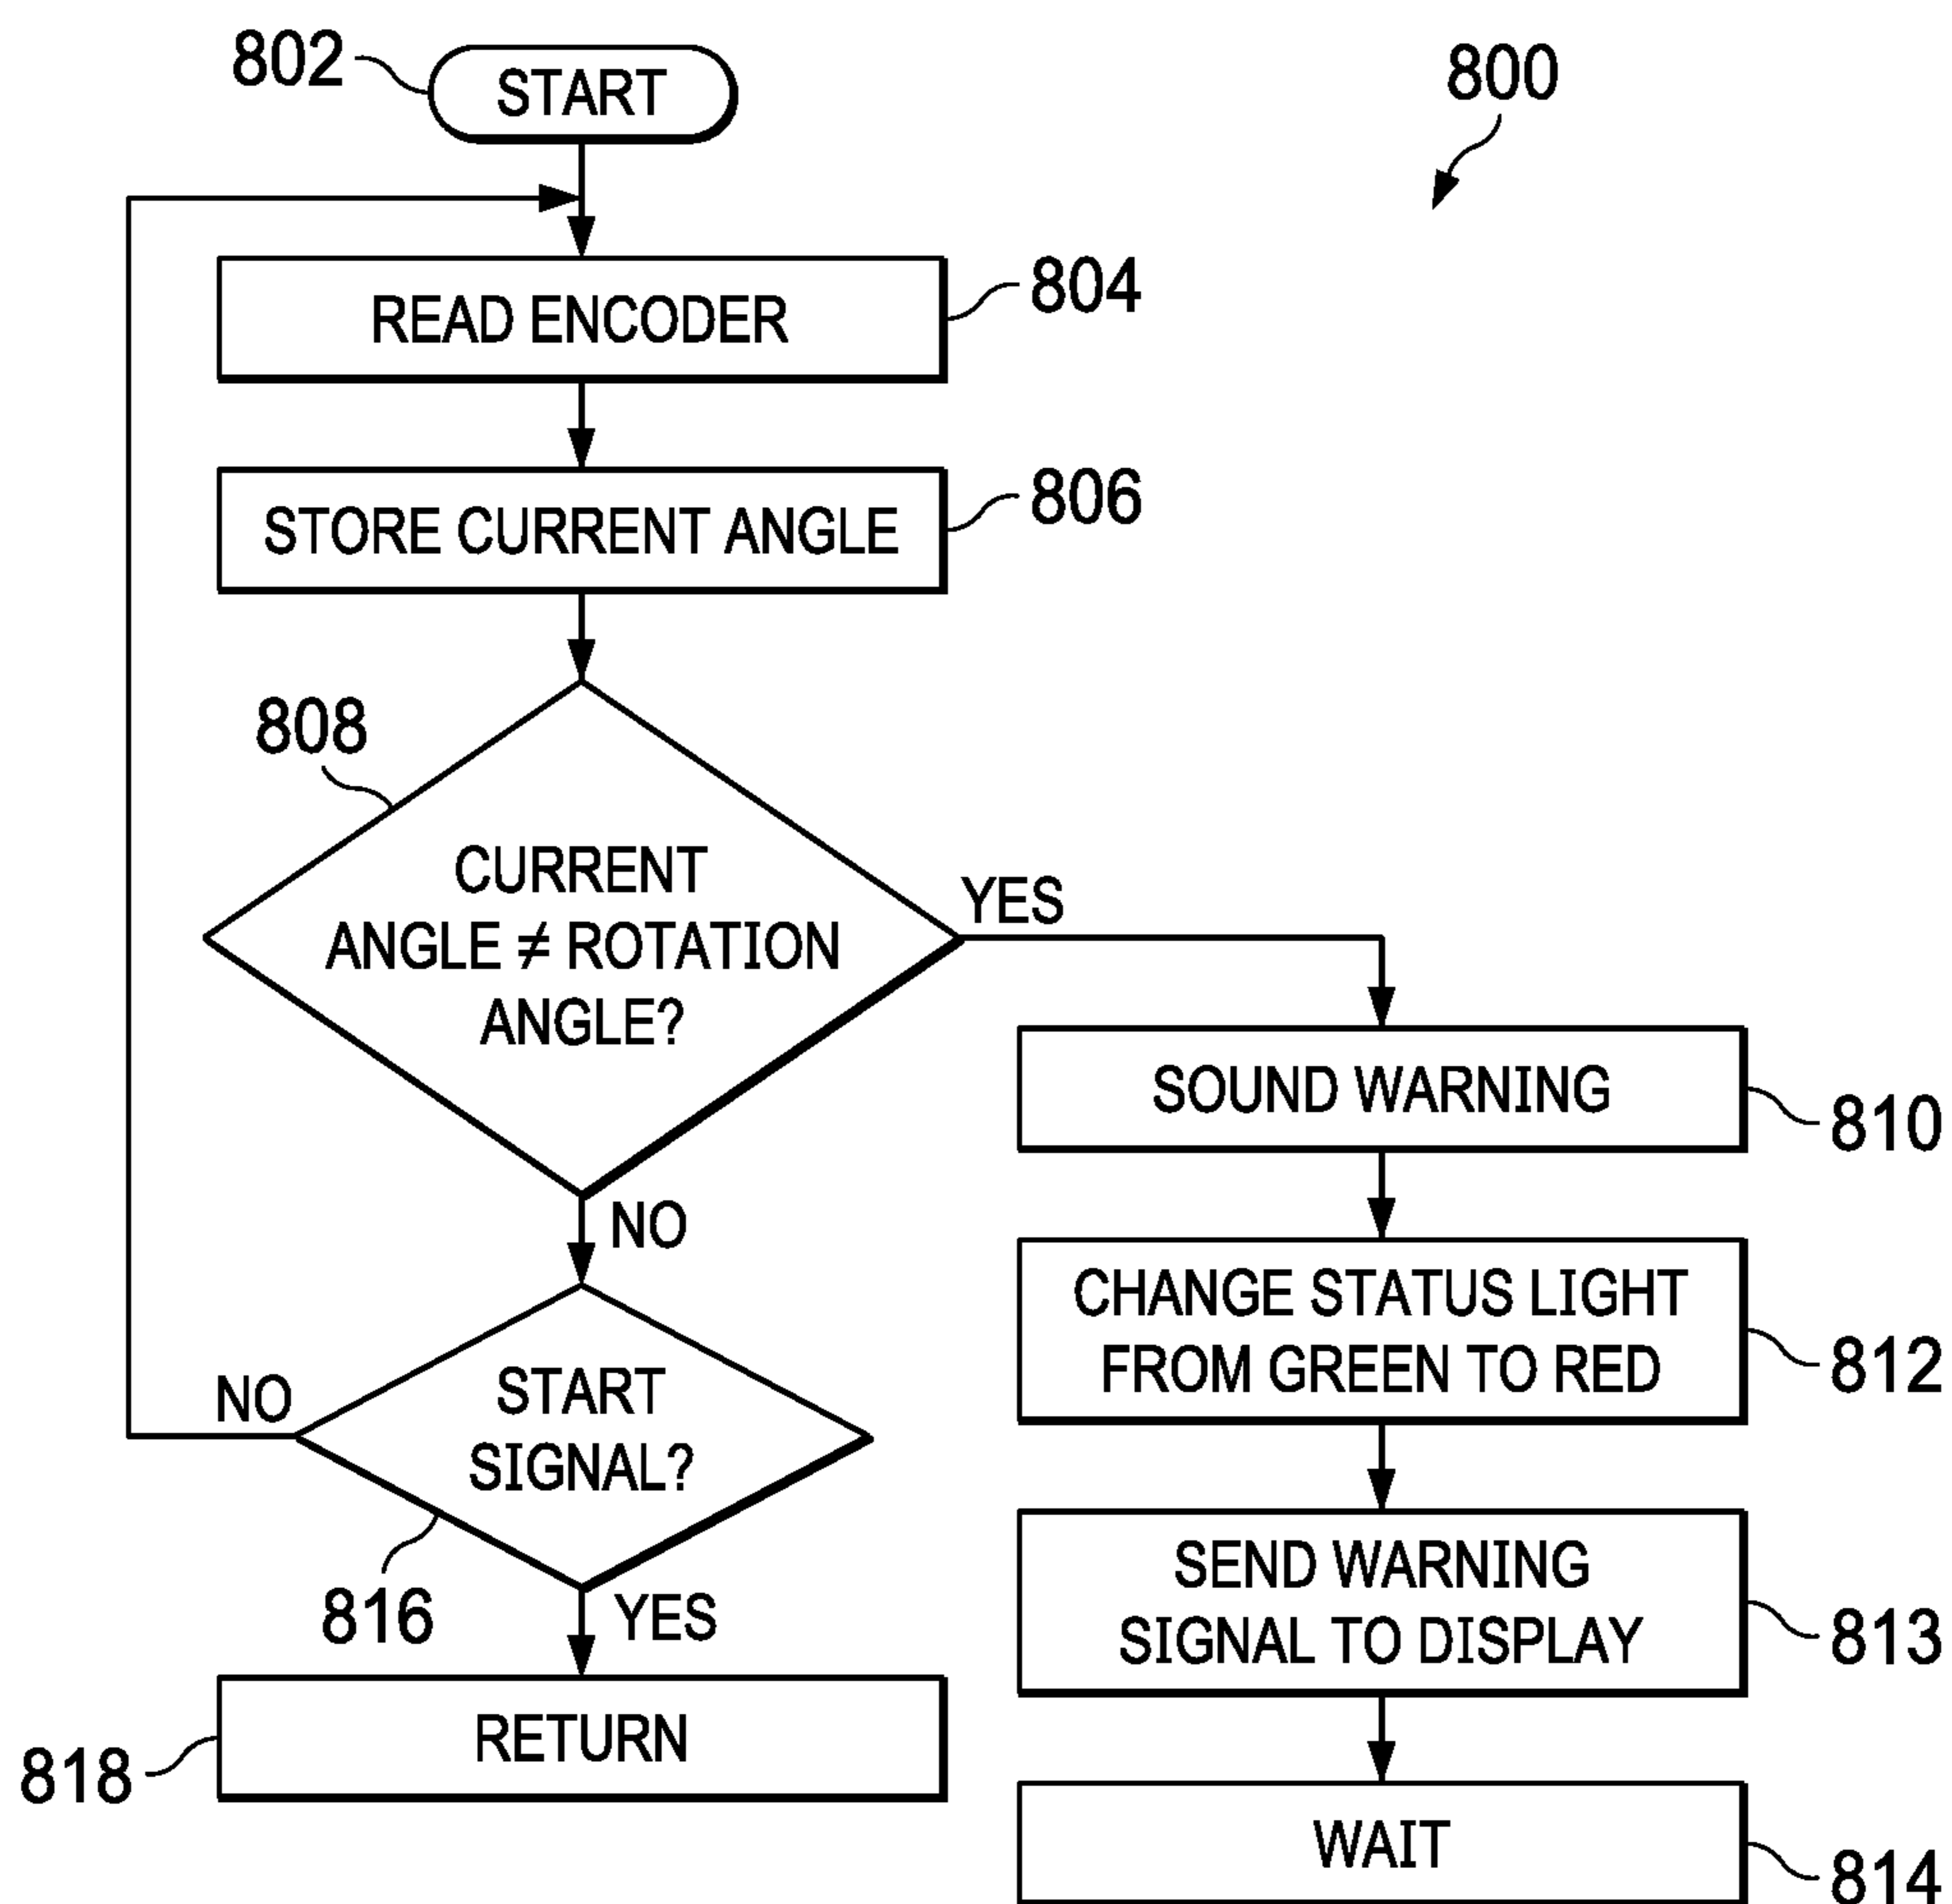 802
START
800
READ ENCODER
804
STORE CURRENT ANGLE
806
808
CURRENT
ANGLE ≠ ROTATION
ANGLE?
YES
NO
SOUND WARNING
810
CHANGE STATUS LIGHT
FROM GREEN TO RED
812
NO
START
SIGNAL?
816
YES
SEND WARNING
SIGNAL TO DISPLAY
813
RETURN
818
WAIT
814